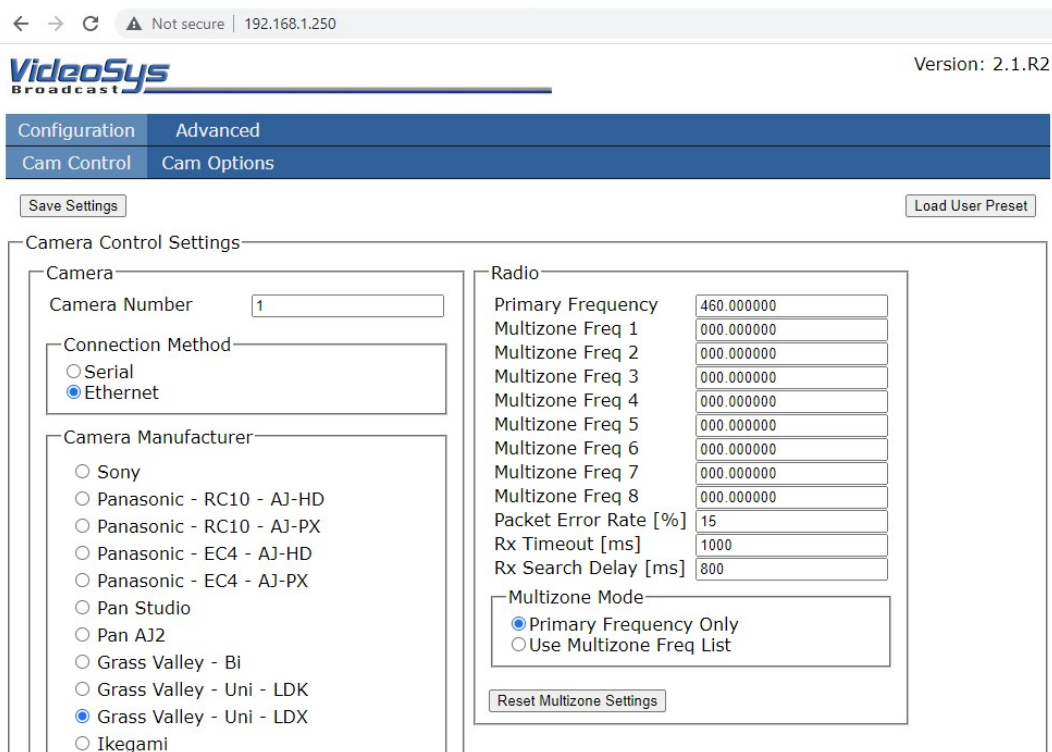 Not secure | 192.168.1.250
VideoSys
Broadcast
Version: 2.1.R2
Configuration Advanced
Cam Control Cam Options
Save Settings
Load User Preset
Camera Control Settings
Camera
Camera Number 1
Connection Method
Serial
Ethernet
Camera Manufacturer
Sony
Panasonic - RC10 - AJ-HD
Panasonic - RC10 - AJ-PX
Panasonic - EC4 - AJ-HD
Panasonic - EC4 - AJ-PX
Pan Studio
Pan AJ2
Grass Valley - Bi
Grass Valley - Uni - LDK
Grass Valley - Uni - LDX
Ikegami
Radio
Primary Frequency 460.000000
Multizone Freq 1 000.000000
Multizone Freq 2 000.000000
Multizone Freq 3 000.000000
Multizone Freq 4 000.000000
Multizone Freq 5 000.000000
Multizone Freq 6 000.000000
Multizone Freq 7 000.000000
Multizone Freq 8 000.000000
Packet Error Rate [%] 15
Rx Timeout [ms] 1000
Rx Search Delay [ms] 800
Multizone Mode
Primary Frequency Only
Use Multizone Freq List
Reset Multizone Settings